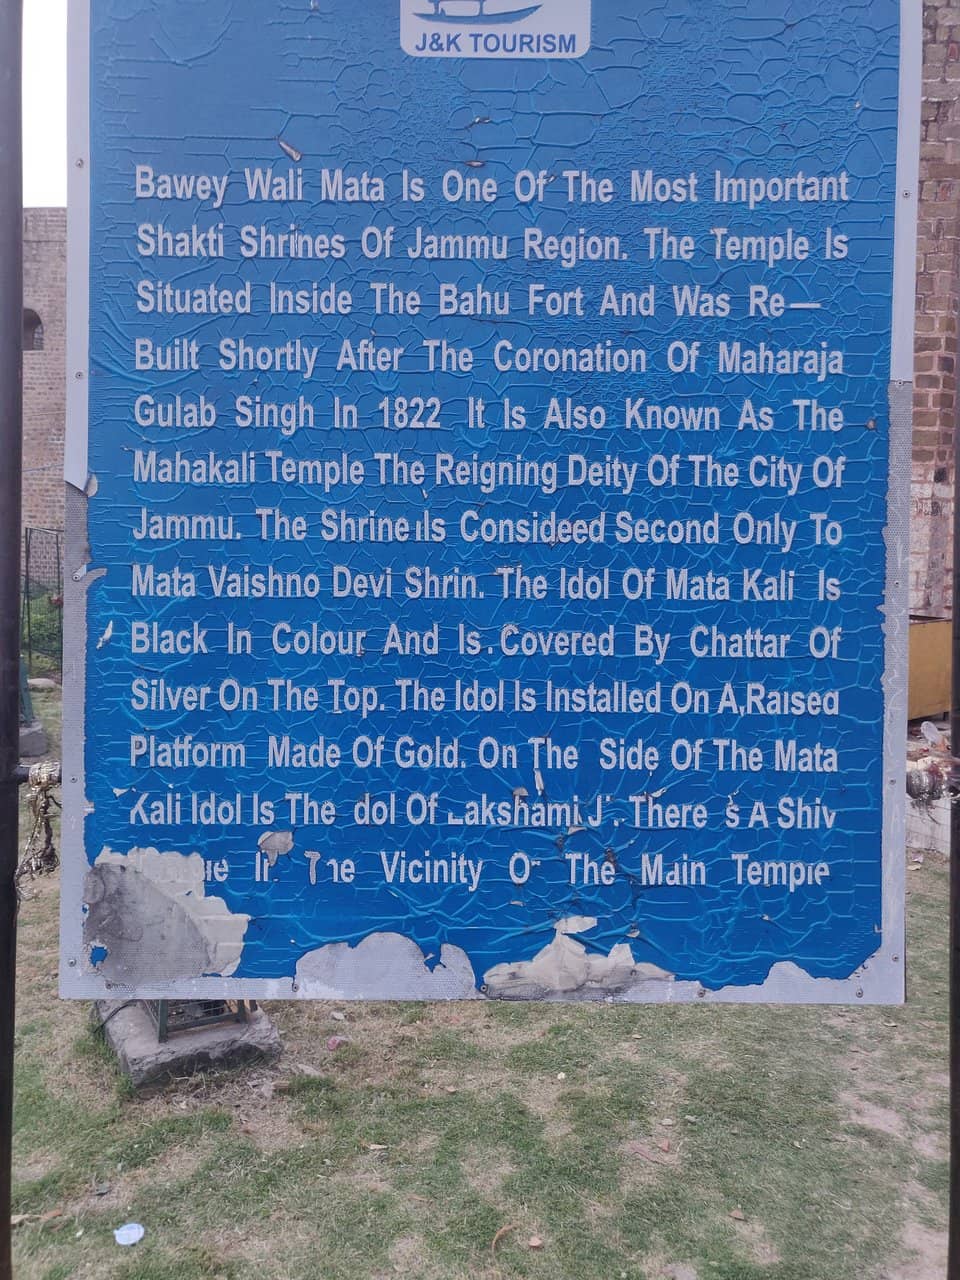 J&K TOURISM
Bawey Wali Mata Is One Of The Most Important
Shakti Shrines Of Jammu Region. The Temple Is
Situated Inside The Bahu Fort And Was Re—
Built Shortly After The Coronation Of Maharaja
Gulab Singh In 1822 It Is Also Known As The
Mahakali Temple The Reigning Deity Of The City Of
Jammu. The Shrine Is Consideed Second Only To
Mata Vaishno Devi Shrin. The Idol Of Mata Kali Is
Black In Colour And Is Covered By Chattar Of
Silver On The Top. The Idol Is Installed On A Raised
Platform Made Of Gold. On The Side Of The Mata
Kali Idol Is The dol Of Lakshami There s A Shiv
In The Vicinity Of The Main Temple